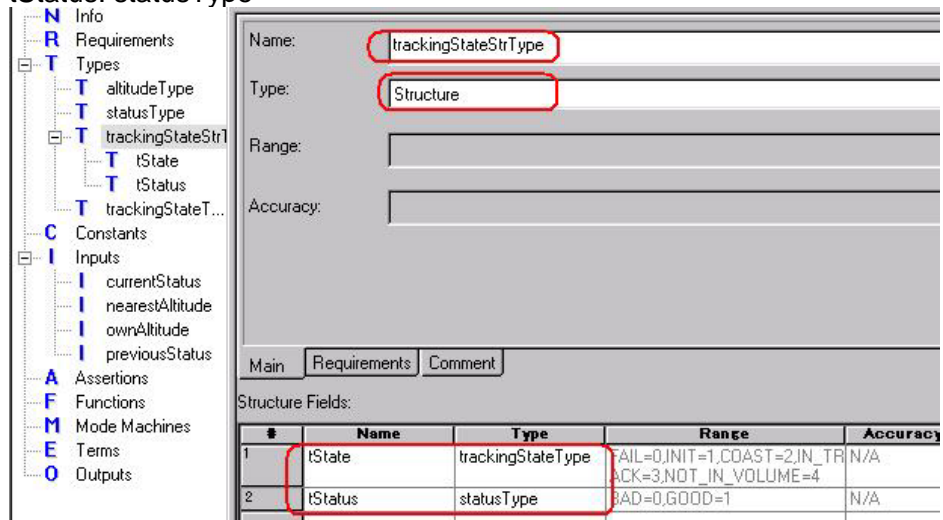 tStatus: statusType
N Info
R Requirements
T Types
T altitudeType
T statusType
T trackingStateStrT
T tState
T tStatus
T trackingStateT...
C Constants
I Inputs
I currentStatus
I nearestAltitude
I ownAltitude
I previousStatus
A Assertions
F Functions
M Mode Machines
E Terms
O Outputs
Name: trackingStateStrType
Type: Structure
Range:
Accuracy:
Main Requirements Comment
Structure Fields:
# Name Type Range Accuracy
1 tState trackingStateType FAIL=0,INIT=1,COAST=2,IN_TR N/A
ACK=3,NOT_IN_VOLUME=4
2 tStatus statusType BAD=0,GOOD=1 N/A